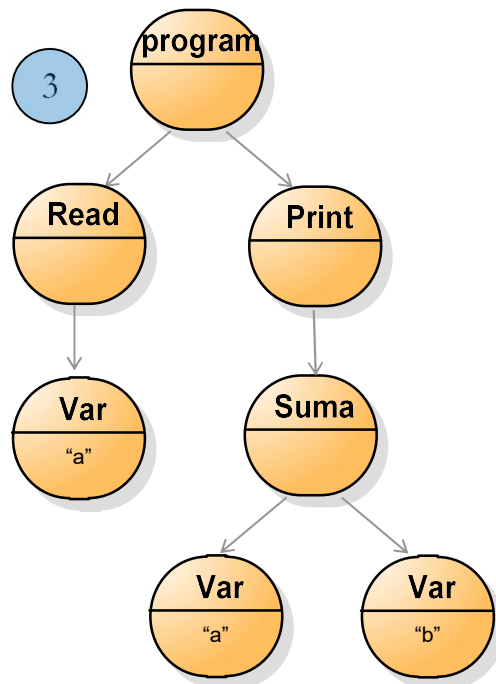 program
3
Read
Print
Var
“a”
Suma
Var
“a”
Var
“b”